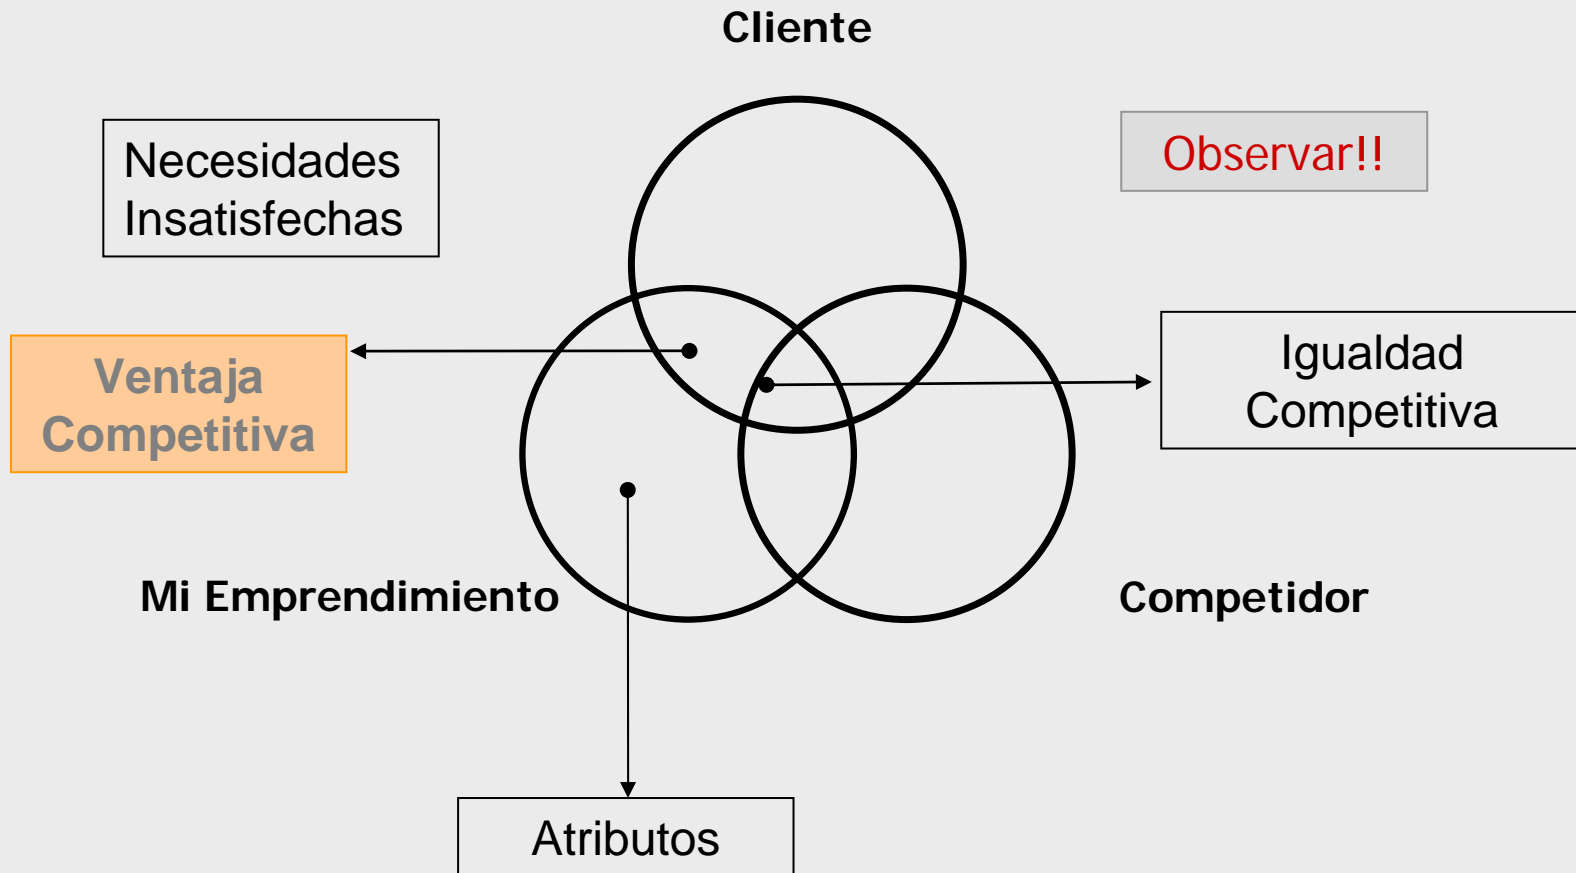 Cliente
Necesidades
Insatisfechas
Observar!!
Ventaja
Competitiva
Igualdad
Competitiva
Mi Emprendimiento
Competidor
Atributos